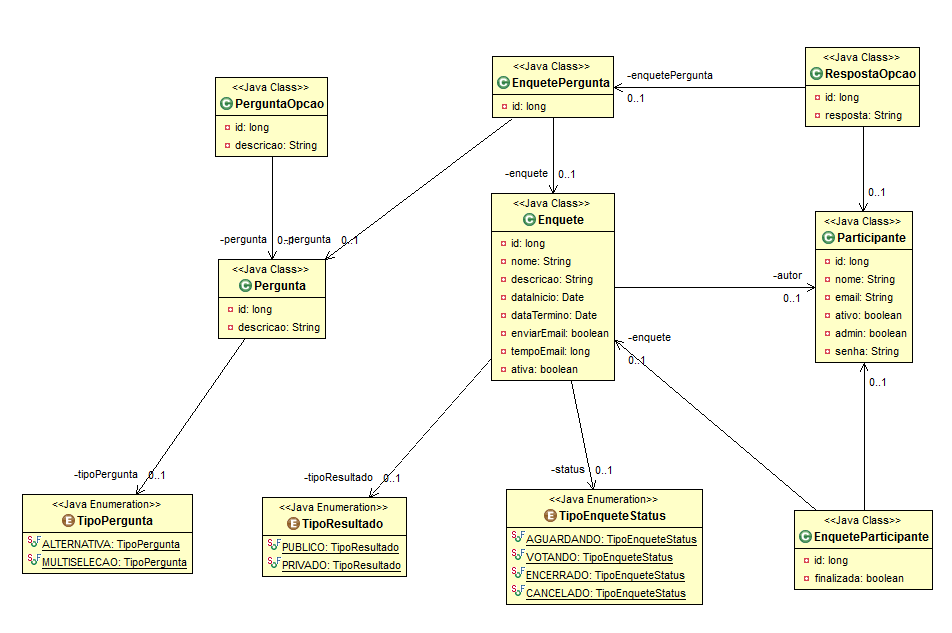 <<Java Class>>
PerguntaOpcao
id: long
descricao: String
<<Java Class>>
EnquetePergunta
id: long
<<Java Class>>
RespostaOpcao
id: long
resposta: String
-enquetePergunta
0..1
-enquete 0..1
0..1
<<Java Class>>
Enquete
id: long
nome: String
descricao: String
dataInicio: Date
dataTermino: Date
enviarEmail: boolean
tempoEmail: long
ativa: boolean
<<Java Class>>
Participante
id: long
nome: String
email: String
ativo: boolean
admin: boolean
senha: String
-pergunta 0..1
-pergunta 0..1
<<Java Class>>
Pergunta
id: long
descricao: String
-autor
0..1
-enquete
0..1
0..1
-tipoPergunta 0..1
-tipoResultado 0..1
-status 0..1
<<Java Enumeration>>
TipoPergunta
ALTERNATIVA: TipoPergunta
MULTISELECAO: TipoPergunta
<<Java Enumeration>>
TipoResultado
PUBLICO: TipoResultado
PRIVADO: TipoResultado
<<Java Enumeration>>
TipoEnqueteStatus
AGUARDANDO: TipoEnqueteStatus
VOTANDO: TipoEnqueteStatus
ENCERRADO: TipoEnqueteStatus
CANCELADO: TipoEnqueteStatus
<<Java Class>>
EnqueteParticipante
id: long
finalizada: boolean